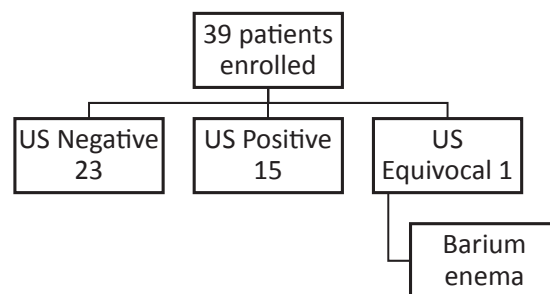 39 patients
enrolled
US Negative
23
US Positive
15
US
Equivocal 1
Barium
enema